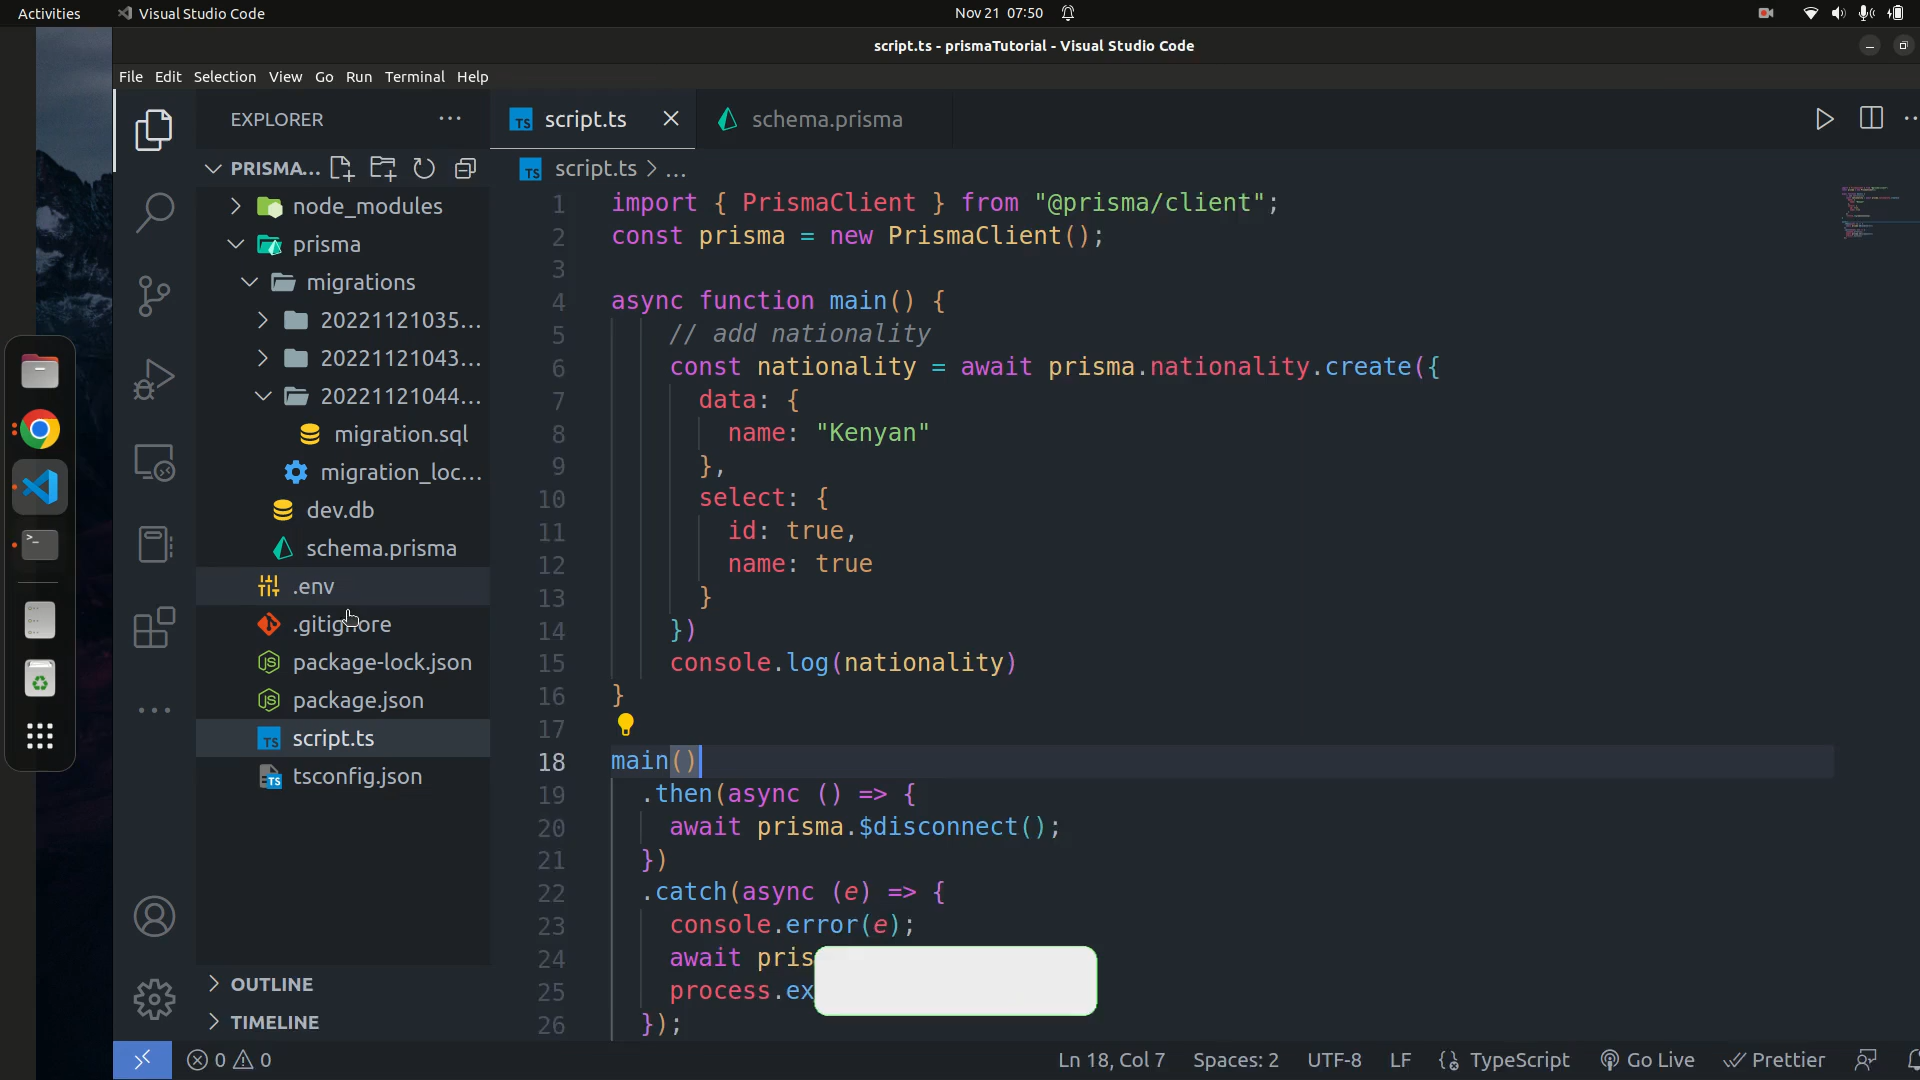 Activities
Visual Studio Code
Nov 21 07:50
script.ts - prismaTutorial - Visual Studio Code
File Edit Selection View Go Run Terminal Help
EXPLORER
PRISMA...
node_modules
prisma
migrations
20221121035...
20221121043...
20221121044...
migration.sql
migration_loc...
dev.db
schema.prisma
.env
.gitignore
package-lock.json
package.json
script.ts
tsconfig.json
OUTLINE
TIMELINE
script.ts
schema.prisma
script.ts > ...
1 import { PrismaClient } from "@prisma/client";
2 const prisma = new PrismaClient();
3
4 async function main() {
5 // add nationality
6 const nationality = await prisma.nationality.create({
7 data: {
8 name: "Kenyan"
9 },
10 select: {
11 id: true,
12 name: true
13 }
14 })
15 console.log(nationality)
16 }
17
18 main()
19 .then(async () => {
20 await prisma.$disconnect();
21 })
22 .catch(async (e) => {
23 console.error(e);
24 await pris
25 process.ex
26 });
0 0
Ln 18, Col 7
Spaces: 2
UTF-8
LF
TypeScript
Go Live
Prettier